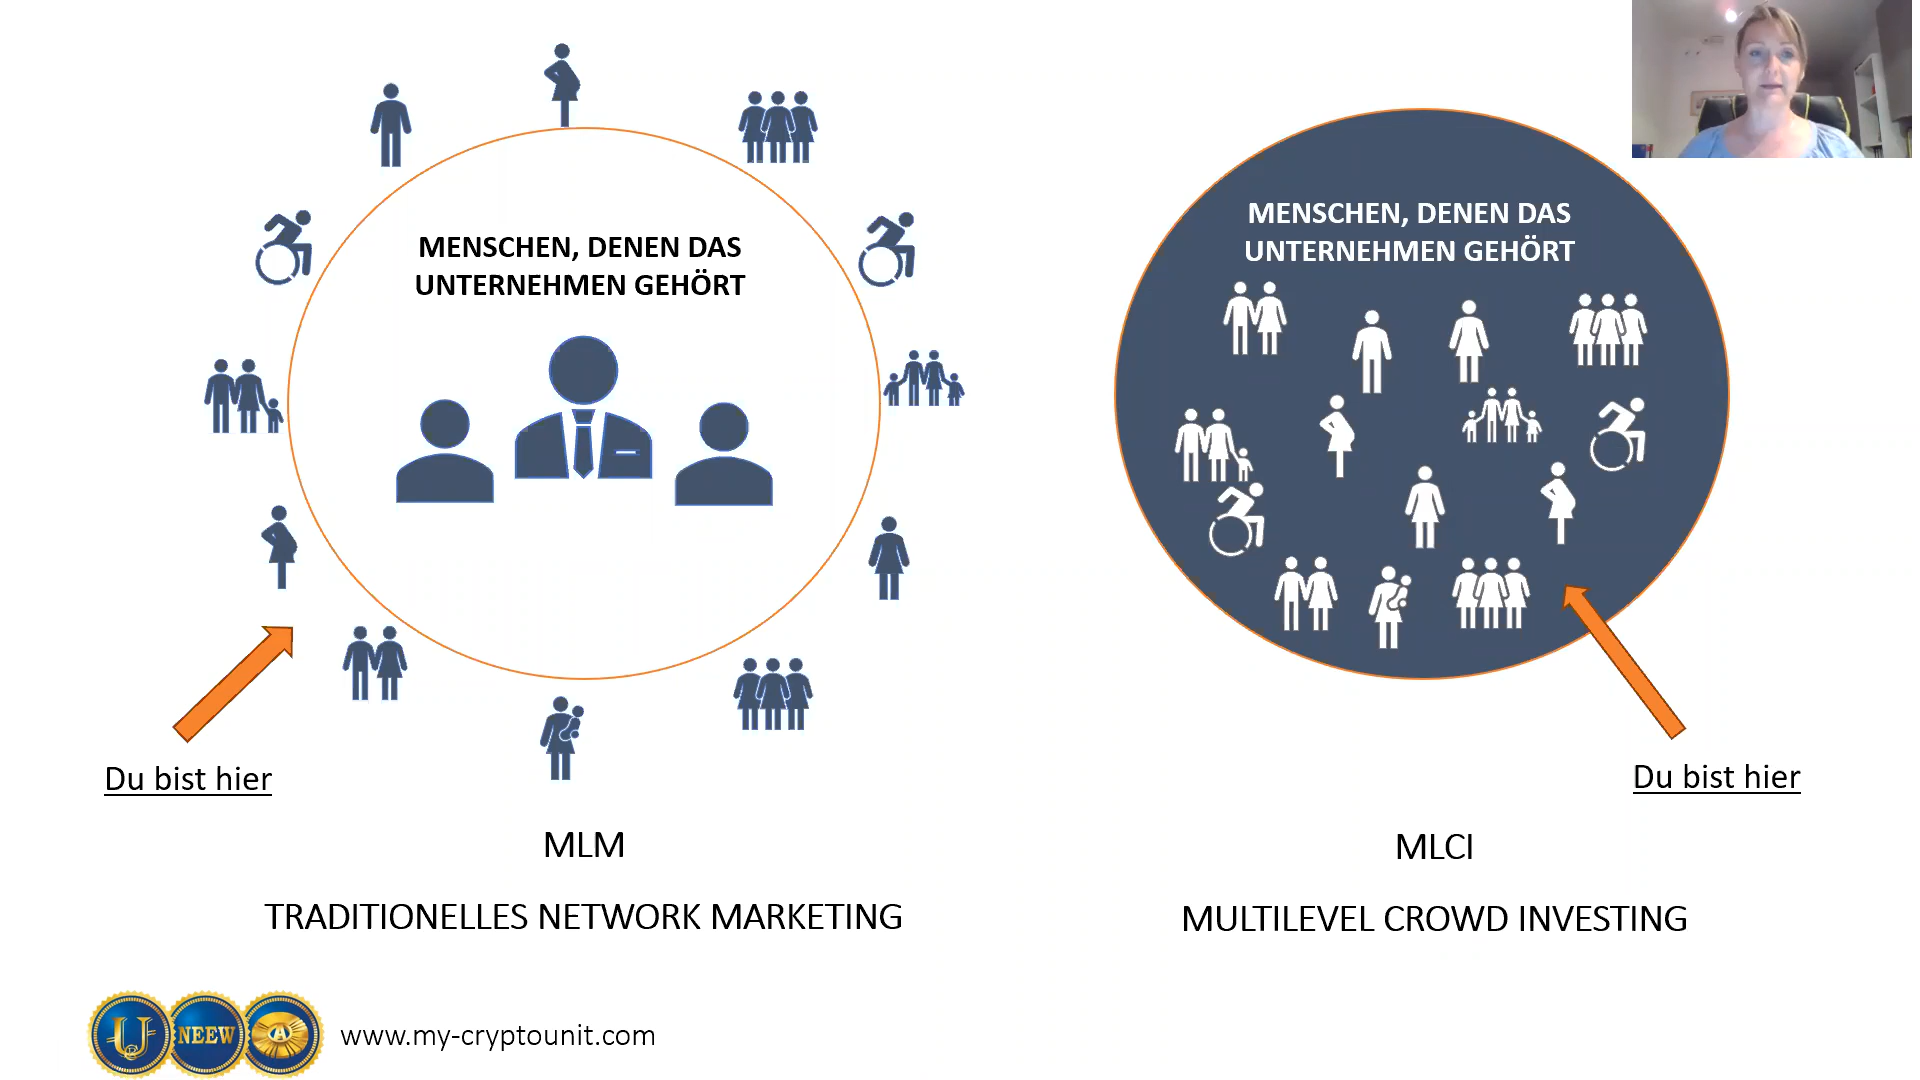 MENSCHEN, DENEN DAS
UNTERNEHMEN GEHÖRT
Du bist hier
MLM
TRADITIONELLES NETWORK MARKETING
MENSCHEN, DENEN DAS
UNTERNEHMEN GEHÖRT
Du bist hier
MLCI
MULTILEVEL CROWD INVESTING
U
NEEW
A
www.my-cryptounit.com